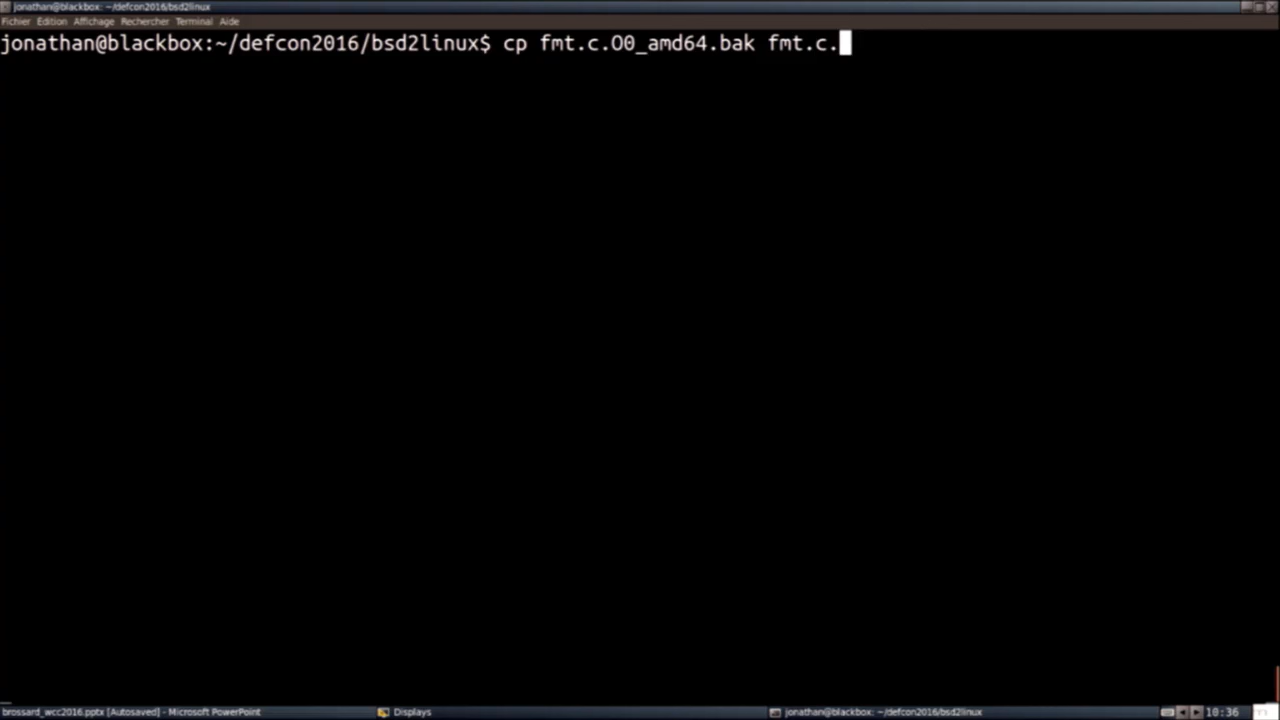 jonathan@blackbox: ~/defcon2016/bsd2linux
Fichier Edition Affichage Rechercher Terminal Aide
jonathan@blackbox:~/defcon2016/bsd2linux$ cp fmt.c.O0_amd64.bak fmt.c.
brossard_wcc2016.pptx [Autosaved] - Microsoft PowerPoint Displays jonathan@blackbox: ~/defcon2016/bsd2linux 10:36